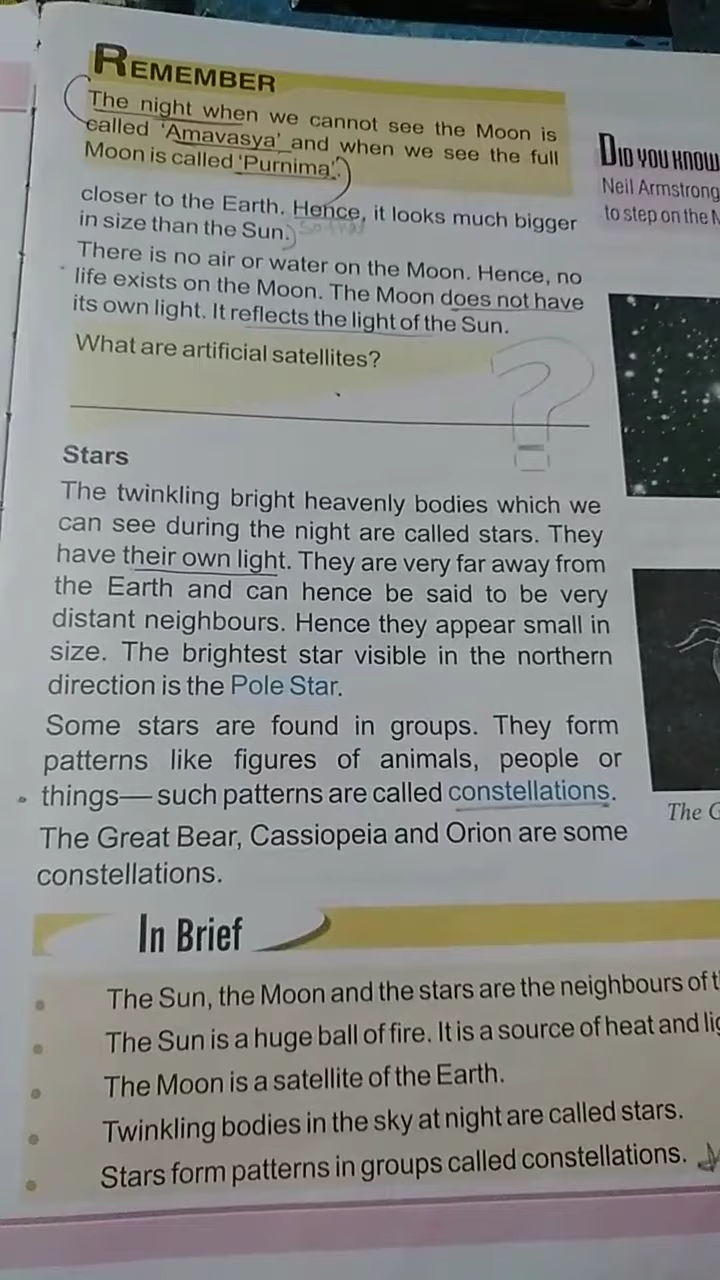 REMEMBER
The night when we cannot see the Moon is
called 'Amavasya' and when we see the full
Moon is called 'Purnima'.
closer to the Earth. Hence, it looks much bigger
in size than the Sun.
There is no air or water on the Moon. Hence, no
life exists on the Moon. The Moon does not have
its own light. It reflects the light of the Sun.
What are artificial satellites?
?
Stars
The twinkling bright heavenly bodies which we
can see during the night are called stars. They
have their own light. They are very far away from
the Earth and can hence be said to be very
distant neighbours. Hence they appear small in
size. The brightest star visible in the northern
direction is the Pole Star.
Some stars are found in groups. They form
patterns like figures of animals, people or
things— such patterns are called constellations.
The Great Bear, Cassiopeia and Orion are some
constellations.
In Brief
The Sun, the Moon and the stars are the neighbours of
The Sun is a huge ball of fire. It is a source of heat and
The Moon is a satellite of the Earth.
Twinkling bodies in the sky at night are called stars.
Stars form patterns in groups called constellations.
DID YOU KNOW
Neil Armstrong
to step on the
The